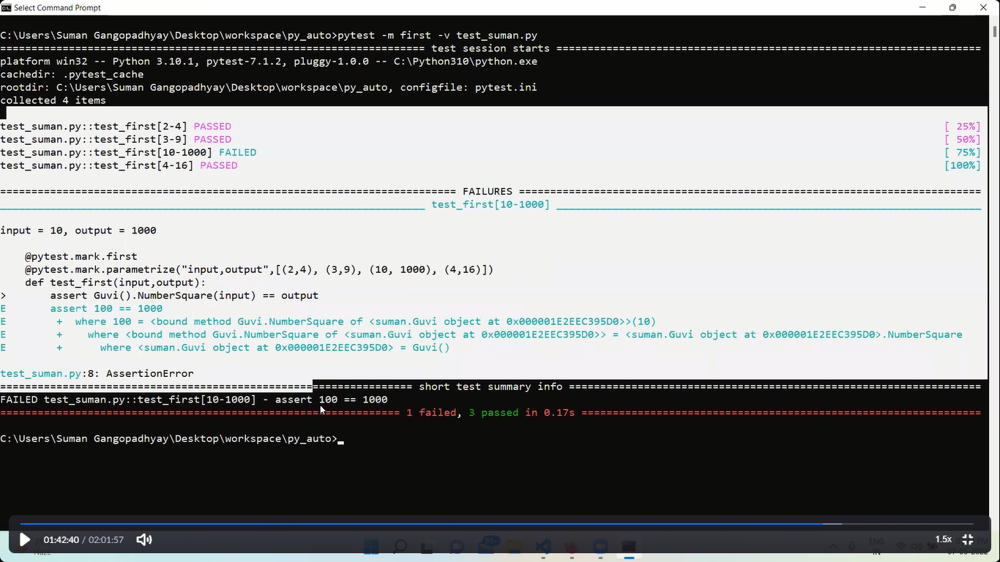 Select Command Prompt
C:\Users\Suman Gangopadhyay\Desktop\workspace\py_auto>pytest -m first -v test_suman.py
==================================================================== test session starts ====================================================================
platform win32 -- Python 3.10.1, pytest-7.1.2, pluggy-1.0.0 -- C:\Python310\python.exe
cachedir: .pytest_cache
rootdir: C:\Users\Suman Gangopadhyay\Desktop\workspace\py_auto, configfile: pytest.ini
collected 4 items
test_suman.py::test_first[2-4] PASSED [ 25%]
test_suman.py::test_first[3-9] PASSED [ 50%]
test_suman.py::test_first[10-1000] FAILED [ 75%]
test_suman.py::test_first[4-16] PASSED [100%]
========================================================================= FAILURES ==========================================================================
____________________________________________________________________ test_first[10-1000] ____________________________________________________________________
input = 10, output = 1000
@pytest.mark.first
@pytest.mark.parametrize("input,output",[(2,4), (3,9), (10, 1000), (4,16)])
def test_first(input,output):
> assert Guvi().NumberSquare(input) == output
E assert 100 == 1000
E + where 100 = <bound method Guvi.NumberSquare of <suman.Guvi object at 0x000001E2EEC395D0>>(10)
E + where <bound method Guvi.NumberSquare of <suman.Guvi object at 0x000001E2EEC395D0>> = <suman.Guvi object at 0x000001E2EEC395D0>.NumberSquare
E + where <suman.Guvi object at 0x000001E2EEC395D0> = Guvi()
test_suman.py:8: AssertionError
================================================================== short test summary info ==================================================================
FAILED test_suman.py::test_first[10-1000] - assert 100 == 1000
================================================================ 1 failed, 3 passed in 0.17s ================================================================
C:\Users\Suman Gangopadhyay\Desktop\workspace\py_auto>
01:42:40 / 02:01:57
1.5x
99+
Haze
ENG
IN